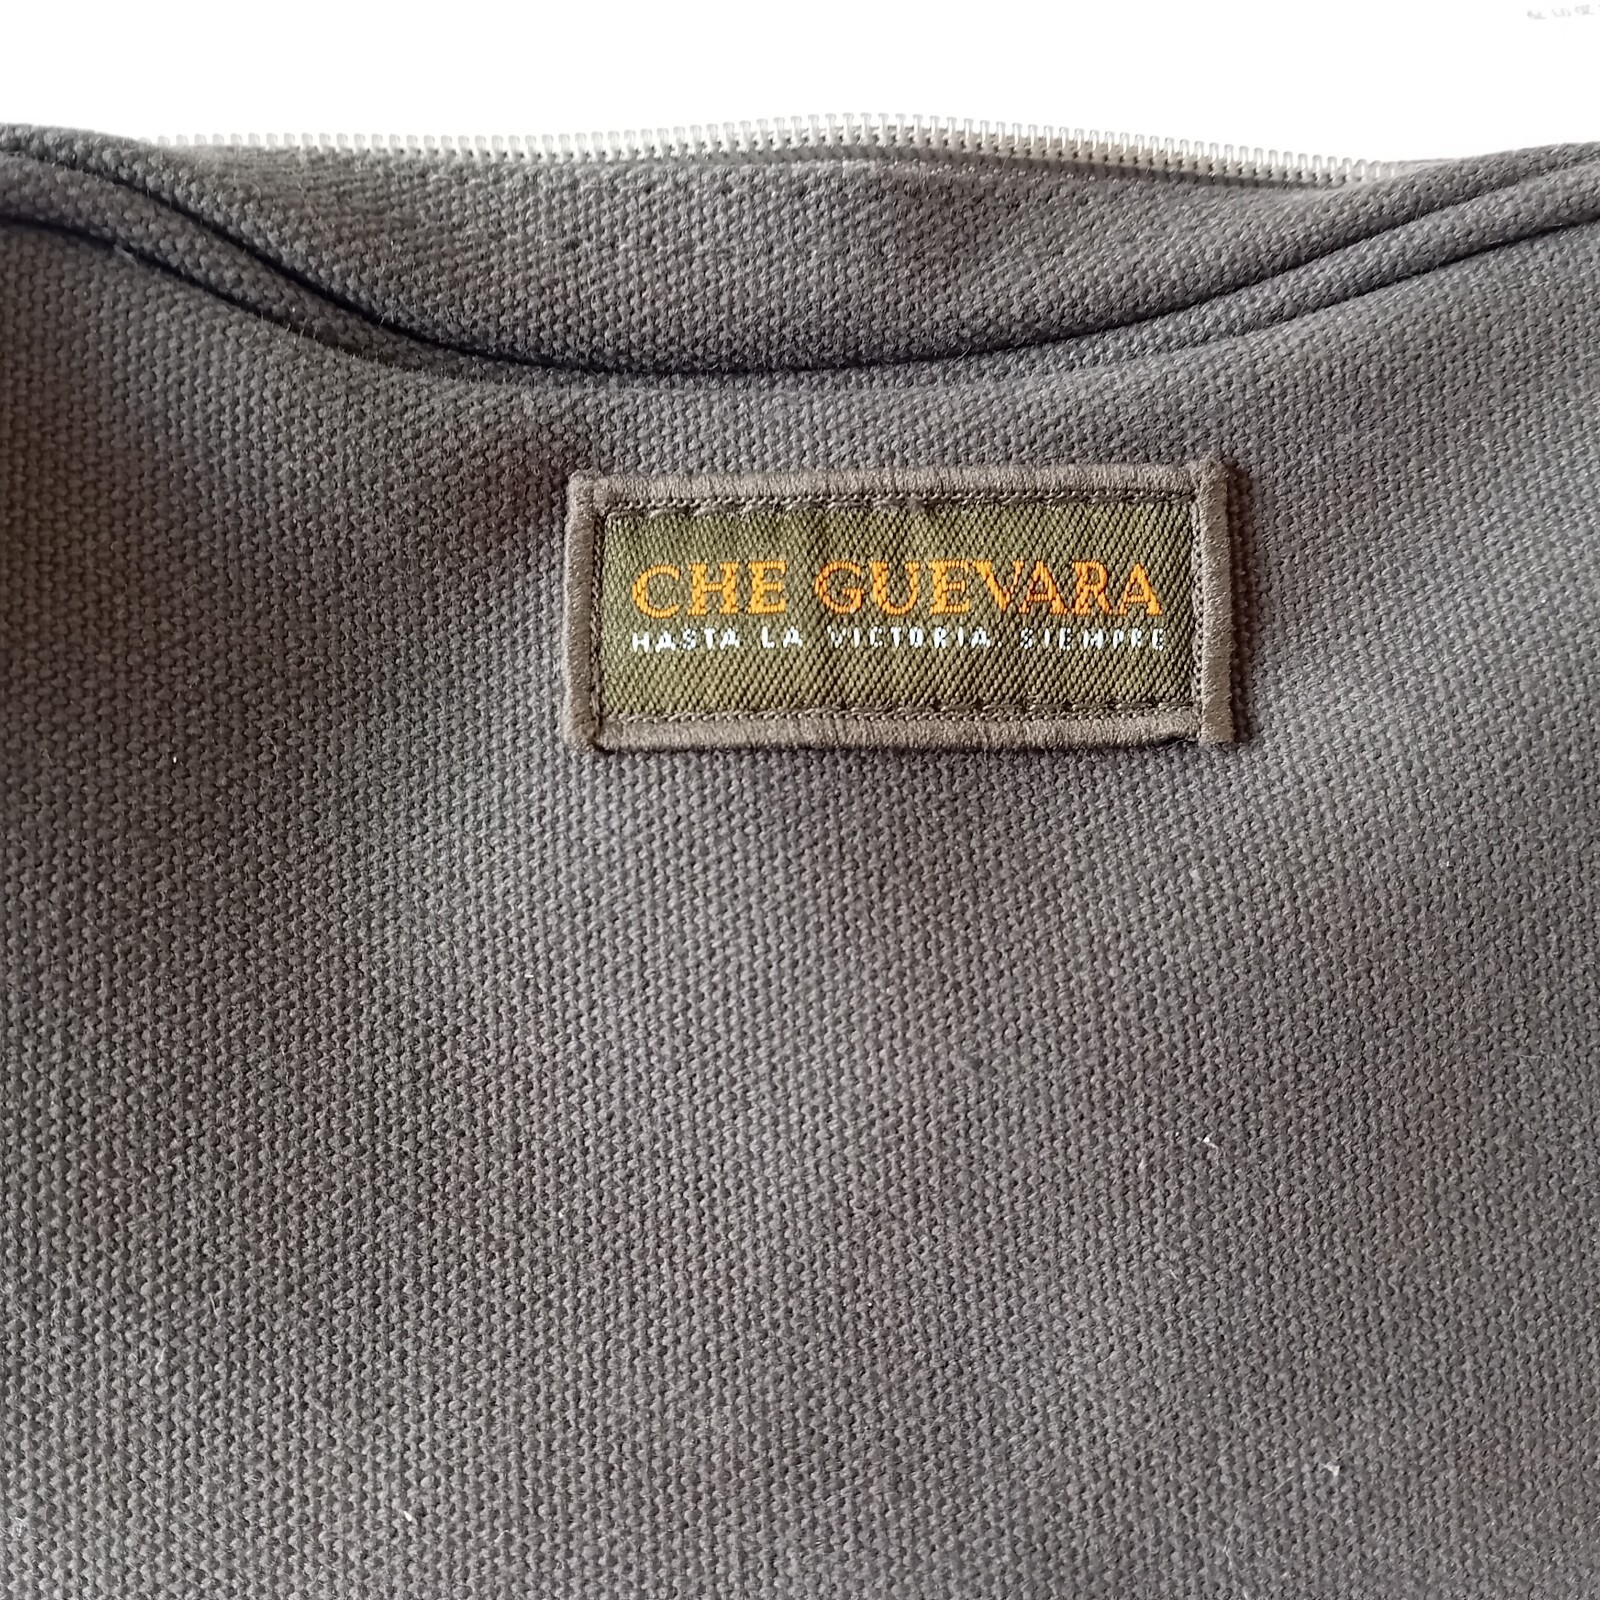 CHE GUEVARA
HASTA LA VICTORIA SIEMPRE